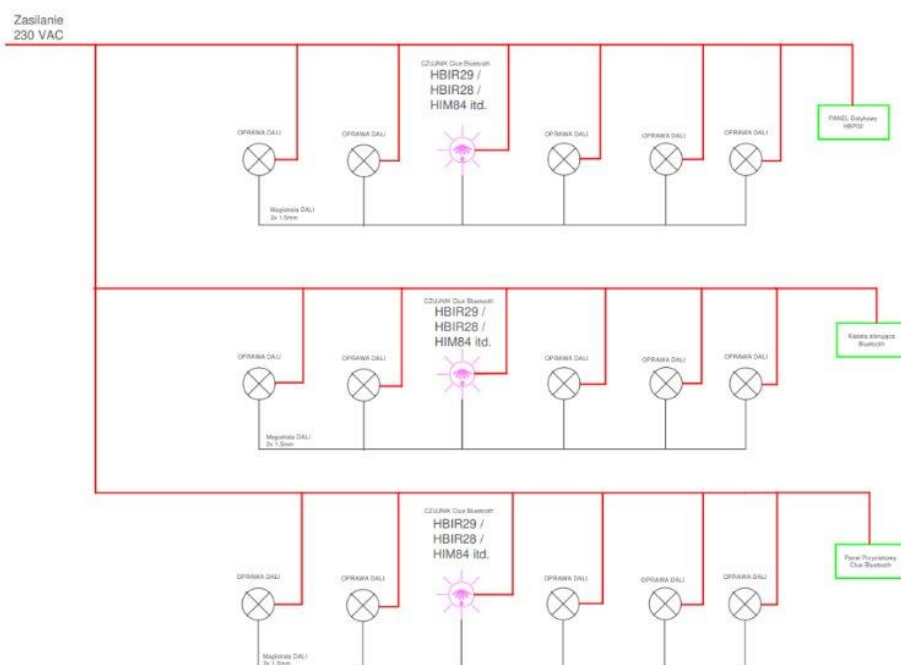 Zasilanie
230 VAC
CZUJNIK Clue Bluetooth
HBIR29 /
HBIR28 /
HIM84 itd.
OPRAWA DALI
OPRAWA DALI
OPRAWA DALI
OPRAWA DALI
OPRAWA DALI
PANEL Dotykowy
HBP02
Magistrala DALI
2x 1.5mm
CZUJNIK Clue Bluetooth
HBIR29 /
HBIR28 /
HIM84 itd.
OPRAWA DALI
OPRAWA DALI
OPRAWA DALI
OPRAWA DALI
OPRAWA DALI
Kaseta sterująca
Bluetooth
Magistrala DALI
2x 1.5mm
CZUJNIK Clue Bluetooth
HBIR29 /
HBIR28 /
HIM84 itd.
OPRAWA DALI
OPRAWA DALI
OPRAWA DALI
OPRAWA DALI
OPRAWA DALI
Panel Przyciskowy
Clue Bluetooth
Magistrala DALI
2x 1.5mm